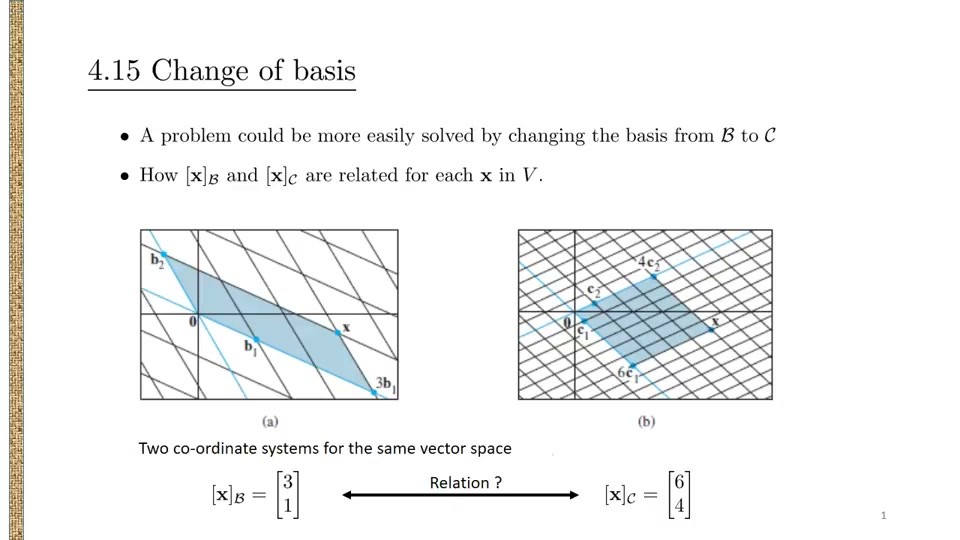 4.15 Change of basis
• A problem could be more easily solved by changing the basis from ℬ to 𝒞
• How [x]ℬ and [x]𝒞 are related for each x in V.
b₂
0
b₁
x
3b₁
4c₂
c₂
0
c₁
x
6c₁
(a)
(b)
Two co-ordinate systems for the same vector space
[x]ℬ = [3 1]
Relation ?
[x]𝒞 = [6 4]
1